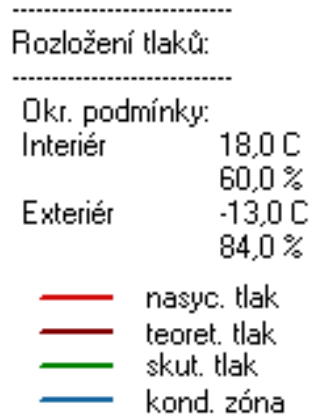 Rozložení tlaků:
Okr. podmínky:
Interiér 18,0 C
60,0 %
Exteriér -13,0 C
84,0 %
nasyc. tlak
teoret. tlak
skut. tlak
kond. zóna